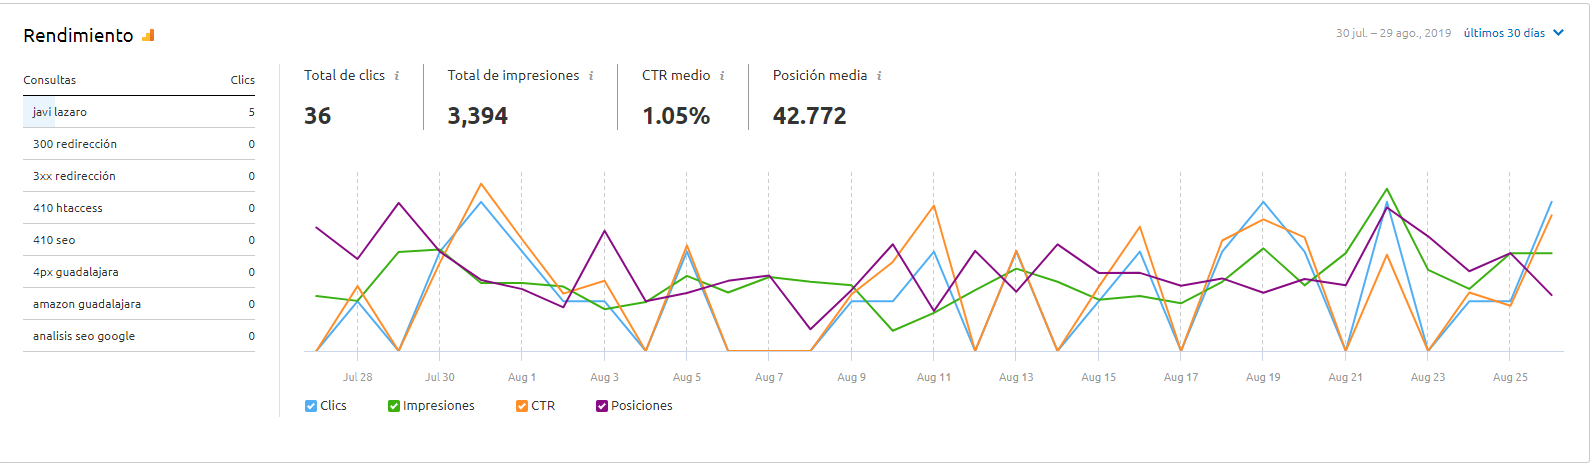 Rendimiento
30 jul. – 29 ago., 2019 últimos 30 días
Consultas Clics
javi lazaro 5
300 redirección 0
3xx redirección 0
410 htaccess 0
410 seo 0
4px guadalajara 0
amazon guadalajara 0
analisis seo google 0
Total de clics i
36
Total de impresiones i
3,394
CTR medio i
1.05%
Posición media i
42.772
Jul 28 Jul 30 Aug 1 Aug 3 Aug 5 Aug 7 Aug 9 Aug 11 Aug 13 Aug 15 Aug 17 Aug 19 Aug 21 Aug 23 Aug 25
Clics Impresiones CTR Posiciones